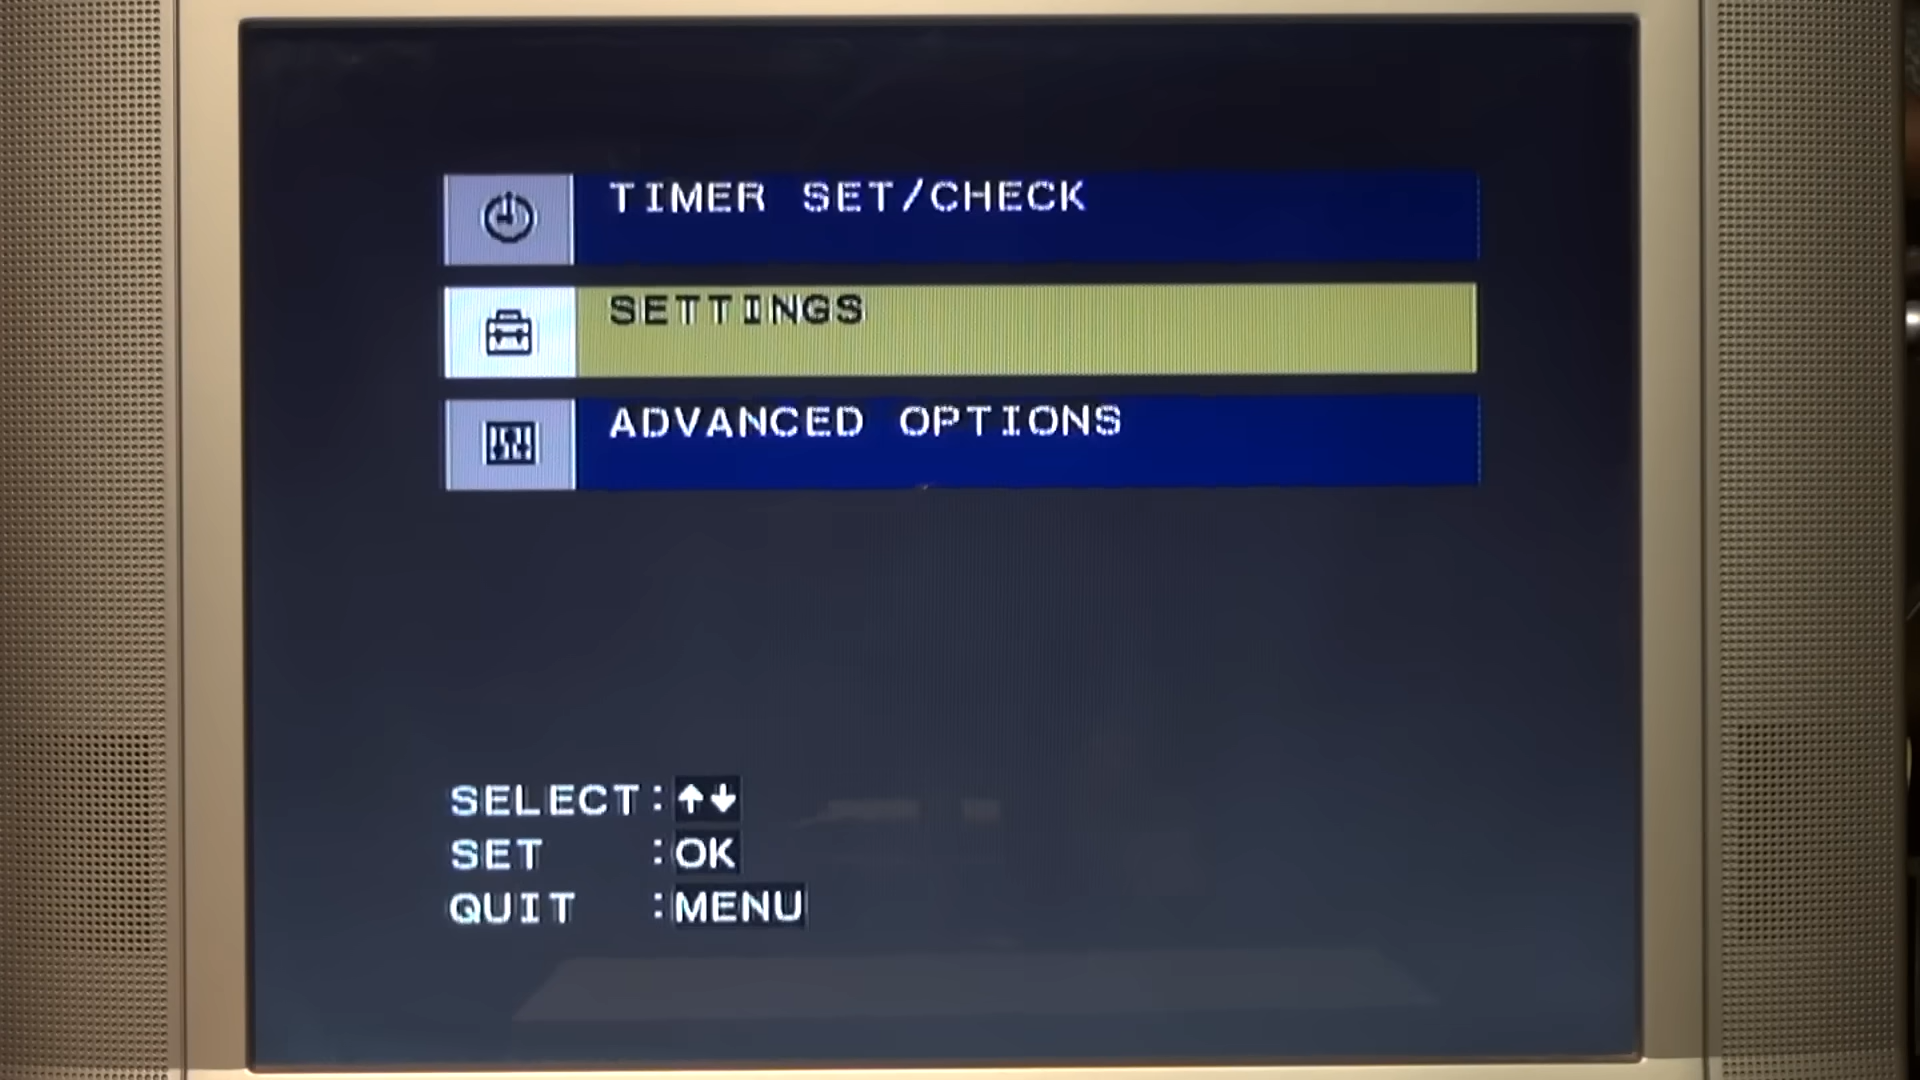 TIMER SET/CHECK
SETTINGS
ADVANCED OPTIONS
SELECT:↑↓
SET :OK
QUIT :MENU